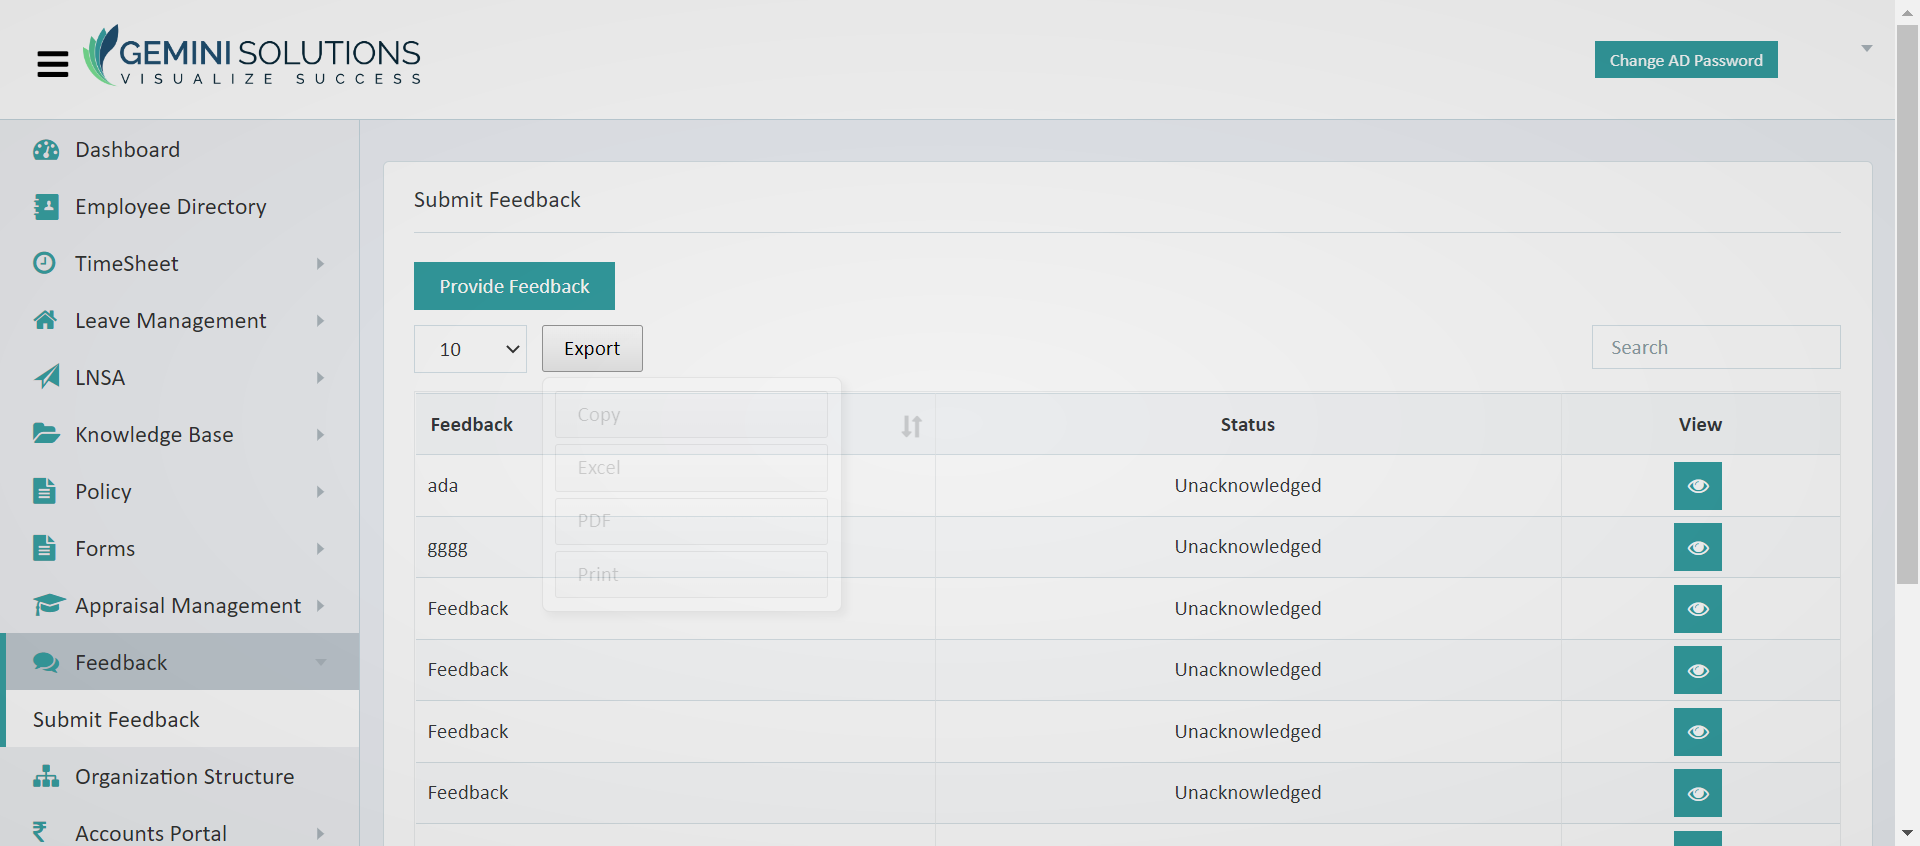 GEMINI SOLUTIONS
VISUALIZE SUCCESS
Change AD Password
Dashboard
Employee Directory
TimeSheet
Leave Management
LNSA
Knowledge Base
Policy
Forms
Appraisal Management
Feedback
Submit Feedback
Organization Structure
Accounts Portal
Submit Feedback
Provide Feedback
10
Export
Search
Copy
Excel
PDF
Print
Feedback Status View
ada Unacknowledged
gggg Unacknowledged
Feedback Unacknowledged
Feedback Unacknowledged
Feedback Unacknowledged
Feedback Unacknowledged